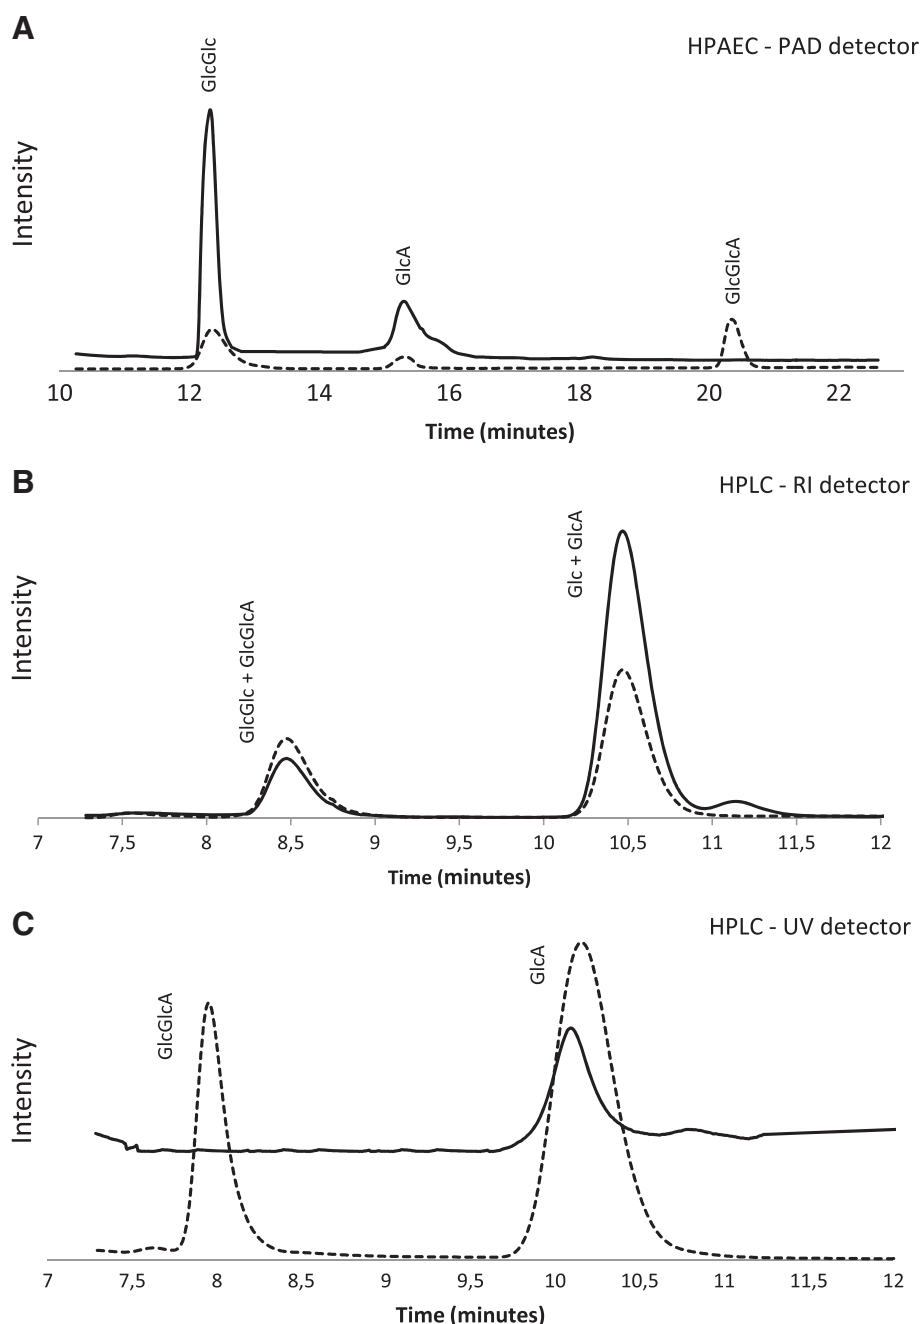 A
HPAEC - PAD detector
GlcGlc
GlcA
GlcGlcA
Intensity
10 12 14 16 18 20 22
Time (minutes)
B
HPLC - RI detector
GlcGlc + GlcGlcA
Glc + GlcA
Intensity
7 7,5 8 8,5 9 9,5 10 10,5 11 11,5 12
Time (minutes)
C
HPLC - UV detector
GlcGlcA
GlcA
Intensity
7 7,5 8 8,5 9 9,5 10 10,5 11 11,5 12
Time (minutes)